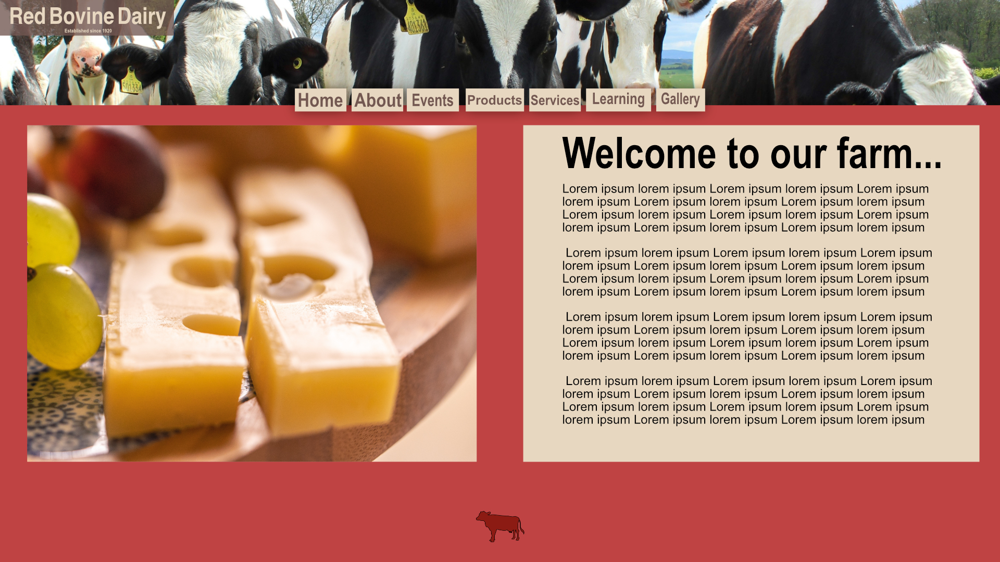 Red Bovine Dairy
Established since 1920
401361
501334
Home About Events Products Services Learning Gallery
Welcome to our farm...
Lorem ipsum lorem ipsum Lorem ipsum lorem ipsum Lorem ipsum
lorem ipsum Lorem ipsum lorem ipsum Lorem ipsum lorem ipsum
Lorem ipsum lorem ipsum Lorem ipsum lorem ipsum Lorem ipsum
lorem ipsum Lorem ipsum lorem ipsum Lorem ipsum lorem ipsum
Lorem ipsum lorem ipsum Lorem ipsum lorem ipsum Lorem ipsum
lorem ipsum Lorem ipsum lorem ipsum Lorem ipsum lorem ipsum
Lorem ipsum lorem ipsum Lorem ipsum lorem ipsum Lorem ipsum
lorem ipsum Lorem ipsum lorem ipsum Lorem ipsum lorem ipsum
Lorem ipsum lorem ipsum Lorem ipsum lorem ipsum Lorem ipsum
lorem ipsum Lorem ipsum lorem ipsum Lorem ipsum lorem ipsum
Lorem ipsum lorem ipsum Lorem ipsum lorem ipsum Lorem ipsum
lorem ipsum Lorem ipsum lorem ipsum Lorem ipsum lorem ipsum
Lorem ipsum lorem ipsum Lorem ipsum lorem ipsum Lorem ipsum
lorem ipsum Lorem ipsum lorem ipsum Lorem ipsum lorem ipsum
Lorem ipsum lorem ipsum Lorem ipsum lorem ipsum Lorem ipsum
lorem ipsum Lorem ipsum lorem ipsum Lorem ipsum lorem ipsum